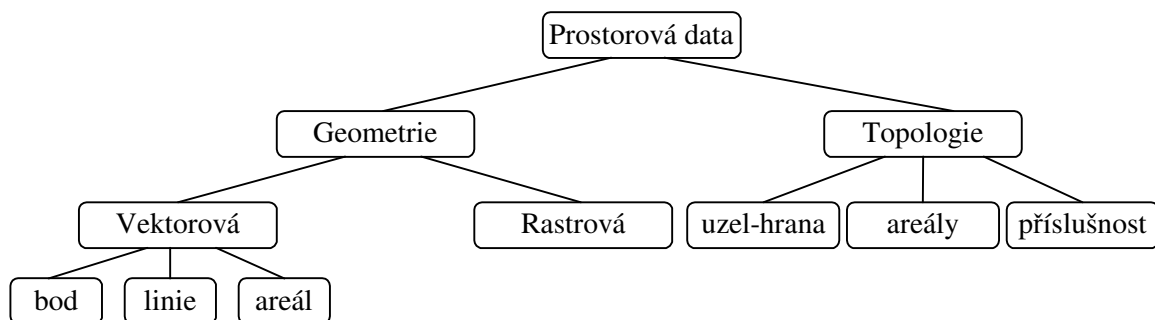 Prostorová data
Geometrie
Topologie
Vektorová
Rastrová
uzel-hrana
areály
příslušnost
bod
linie
areál